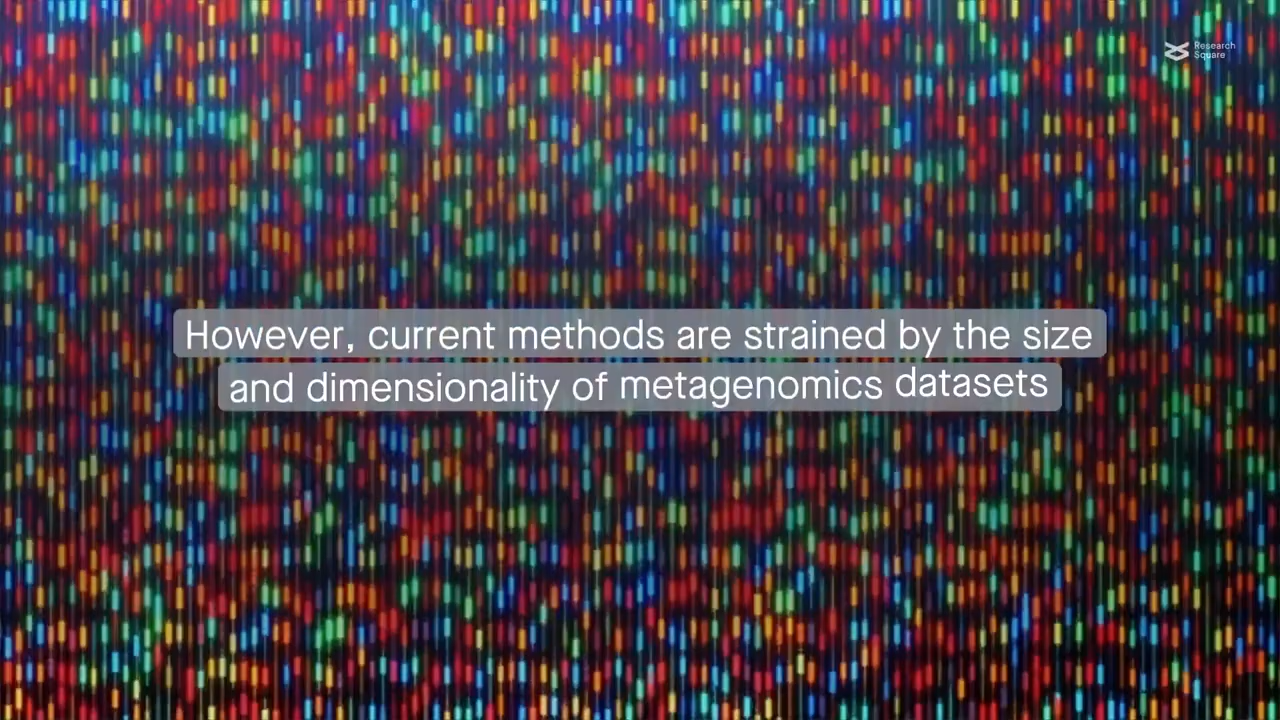 Research
Square
However, current methods are strained by the size
and dimensionality of metagenomics datasets